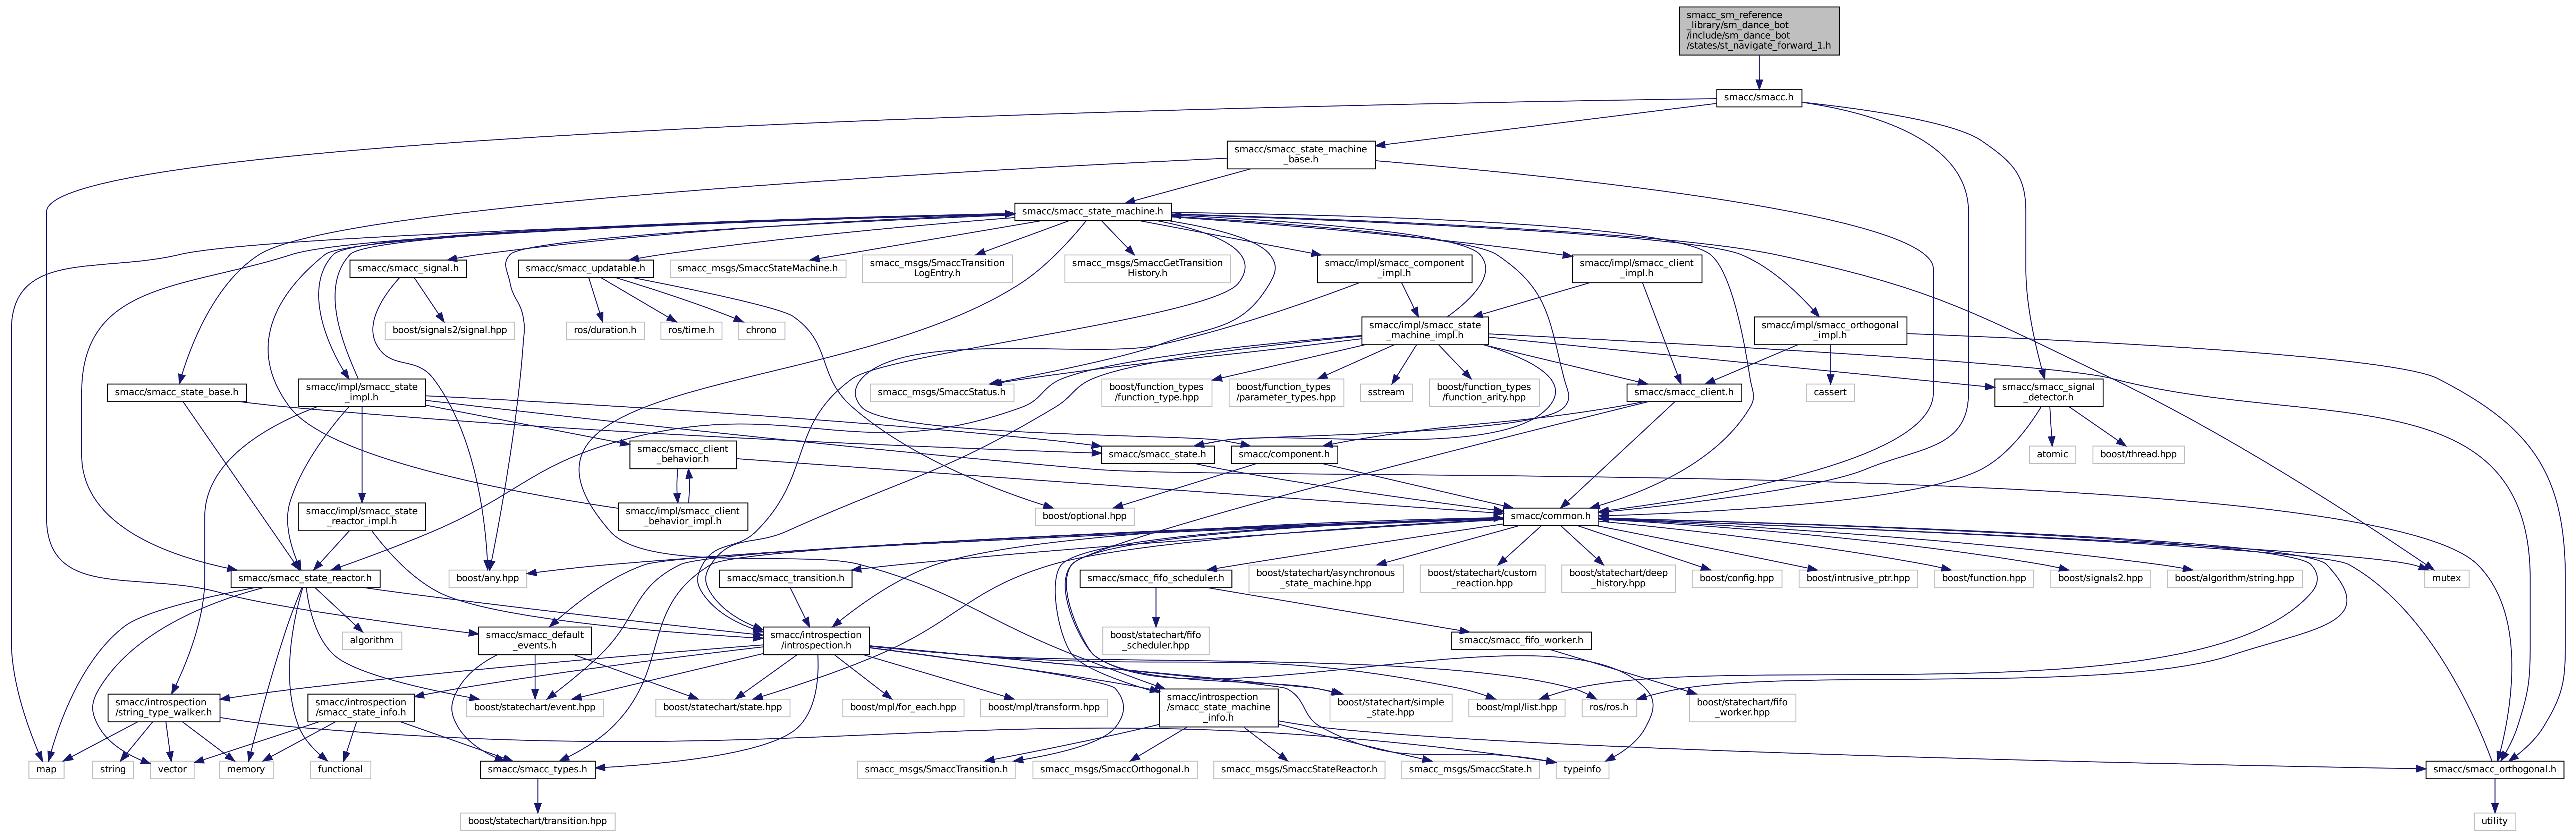 smacc_sm_reference
_library/sm_dance_bot
/include/sm_dance_bot
/states/st_navigate_forward_1.h
smacc/smacc.h
smacc/smacc_state_machine
_base.h
smacc/smacc_state_machine.h
smacc/smacc_signal.h
smacc/smacc_updatable.h
smacc_msgs/SmaccStateMachine.h
smacc_msgs/SmaccTransition
LogEntry.h
smacc_msgs/SmaccGetTransition
History.h
smacc/impl/smacc_component
_impl.h
smacc/impl/smacc_client
_impl.h
boost/signals2/signal.hpp
ros/duration.h
ros/time.h
chrono
smacc/impl/smacc_state
_machine_impl.h
smacc/impl/smacc_orthogonal
_impl.h
smacc/smacc_state_base.h
smacc/impl/smacc_state
_impl.h
smacc_msgs/SmaccStatus.h
boost/function_types
/function_type.hpp
boost/function_types
/parameter_types.hpp
sstream
boost/function_types
/function_arity.hpp
smacc/smacc_client.h
cassert
smacc/smacc_signal
_detector.h
smacc/smacc_client
_behavior.h
smacc/smacc_state.h
smacc/component.h
atomic
boost/thread.hpp
smacc/impl/smacc_state
_reactor_impl.h
smacc/impl/smacc_client
_behavior_impl.h
boost/optional.hpp
smacc/common.h
smacc/smacc_state_reactor.h
boost/any.hpp
smacc/smacc_transition.h
smacc/smacc_fifo_scheduler.h
boost/statechart/asynchronous
_state_machine.hpp
boost/statechart/custom
_reaction.hpp
boost/statechart/deep
_history.hpp
boost/config.hpp
boost/intrusive_ptr.hpp
boost/function.hpp
boost/signals2.hpp
boost/algorithm/string.hpp
mutex
algorithm
smacc/smacc_default
_events.h
smacc/introspection
/introspection.h
boost/statechart/fifo
_scheduler.hpp
smacc/smacc_fifo_worker.h
smacc/introspection
/string_type_walker.h
smacc/introspection
/smacc_state_info.h
boost/statechart/event.hpp
boost/statechart/state.hpp
boost/mpl/for_each.hpp
boost/mpl/transform.hpp
smacc/introspection
/smacc_state_machine
_info.h
boost/statechart/simple
_state.hpp
boost/mpl/list.hpp
ros/ros.h
boost/statechart/fifo
_worker.hpp
map
string
vector
memory
functional
smacc/smacc_types.h
smacc_msgs/SmaccTransition.h
smacc_msgs/SmaccOrthogonal.h
smacc_msgs/SmaccStateReactor.h
smacc_msgs/SmaccState.h
typeinfo
smacc/smacc_orthogonal.h
boost/statechart/transition.hpp
utility